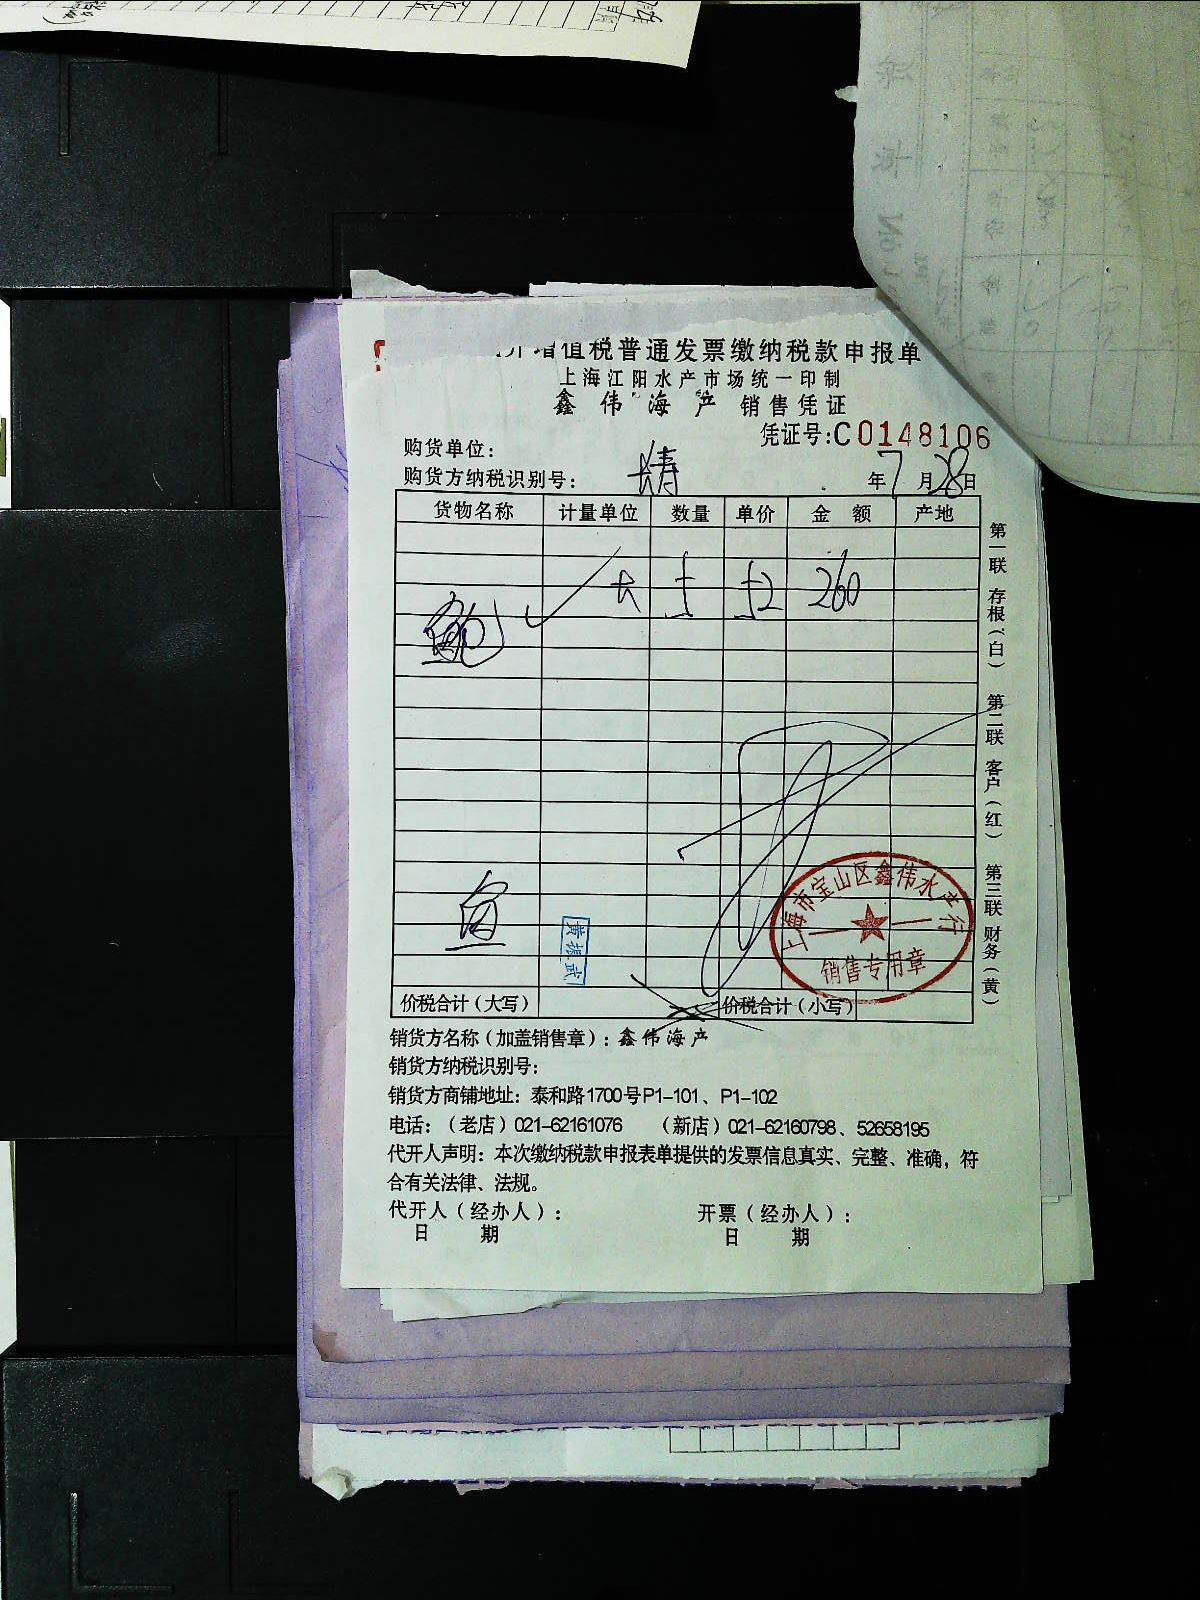 增值税普通发票缴纳税款申报单
上海江阳水产市场统一印制
鑫伟海产 销售凭证
凭证号:C0148106
购货单位:
购货方纳税识别号:
年7月28日
货物名称 计量单位 数量 单价 金额 产地
大 260
第一联 存根(白) 第二联 客户(红) 第三联 财务(黄)
黄振武
上海市宝山区鑫伟水产行
销售专用章
价税合计(大写) 价税合计(小写)
销货方名称(加盖销售章): 鑫伟海产
销货方纳税识别号:
销货方商铺地址: 泰和路1700号P1-101、P1-102
电话:(老店)021-62161076 (新店)021-62160798、52658195
代开人声明: 本次缴纳税款申报表单提供的发票信息真实、完整、准确,符
合有关法律、法规。
代开人(经办人): 开票(经办人):
日 期 日 期